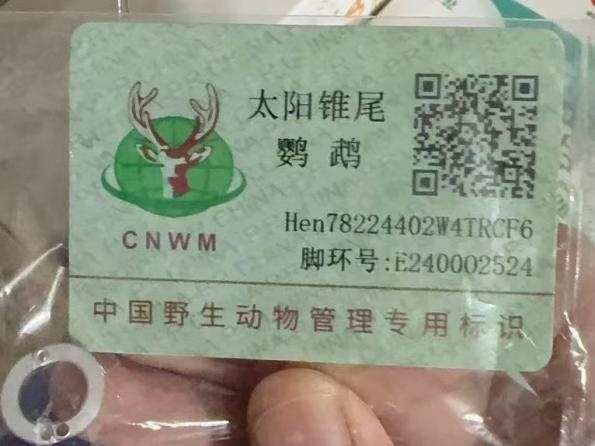 太阳锥尾
鹦鹉
CNWM
Hen78224402W4TRCF6
脚环号:E240002524
中国野生动物管理专用标识